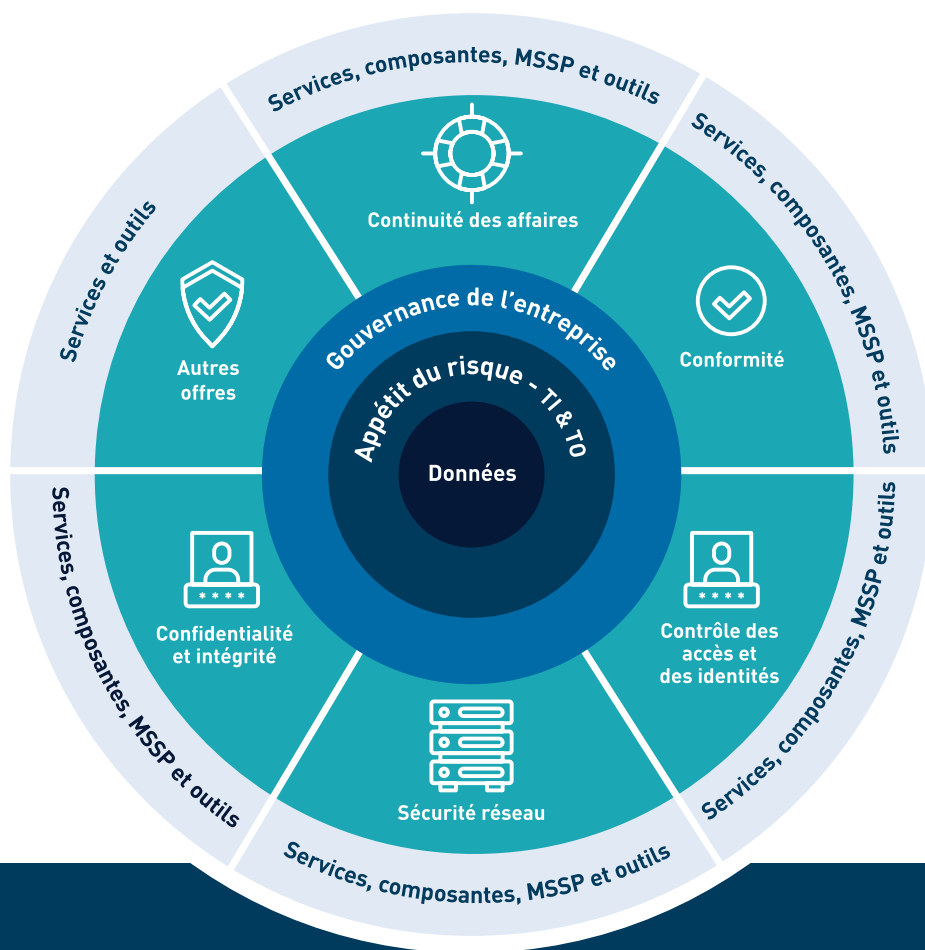 Services, composantes, MSSP et outils
Services, composantes, MSSP et outils
Services et outils
Continuité des affaires
Autres
offres
Conformité
Gouvernance de l'entreprise
Appétit du risque - TI & TO
Données
Confidentialité
et intégrité
Contrôle des
accès et
des identités
Sécurité réseau
****
****
Services, composantes, MSSP et outils
Services, composantes, MSSP et outils
Services, composantes, MSSP et outils